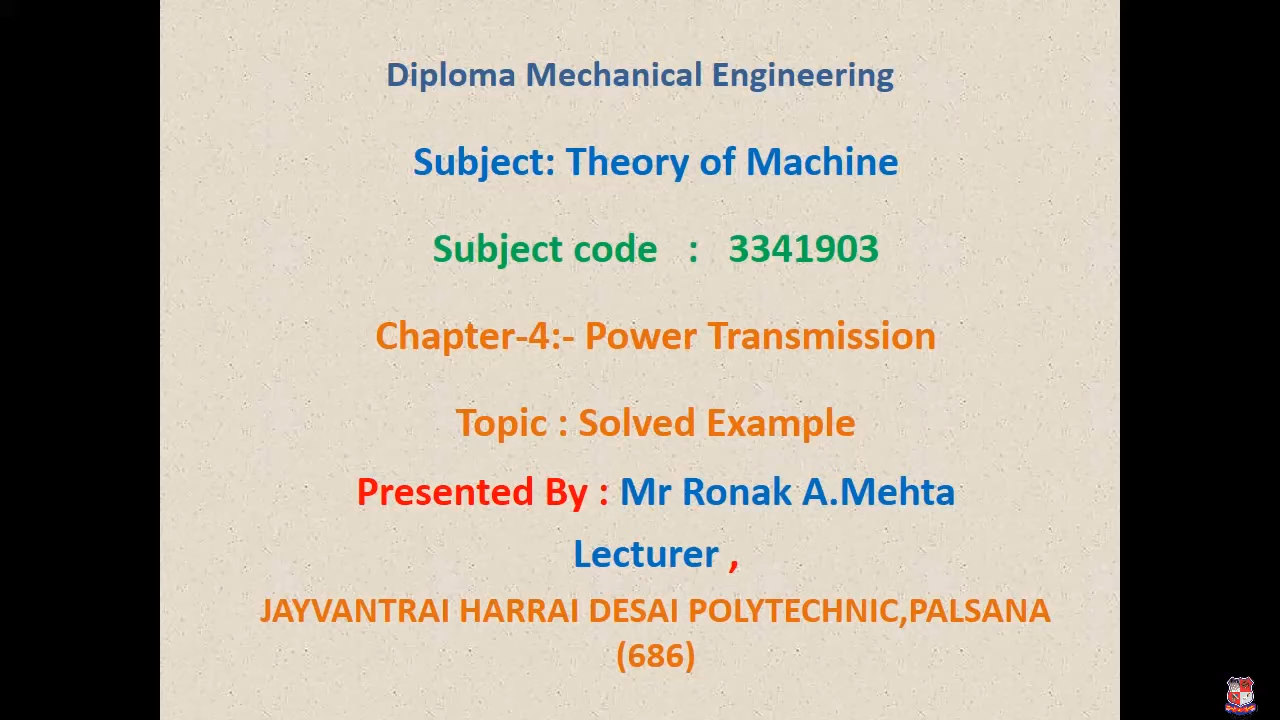 Diploma Mechanical Engineering
Subject: Theory of Machine
Subject code : 3341903
Chapter-4:- Power Transmission
Topic : Solved Example
Presented By : Mr Ronak A.Mehta
Lecturer ,
JAYVANTRAI HARRAI DESAI POLYTECHNIC,PALSANA
(686)